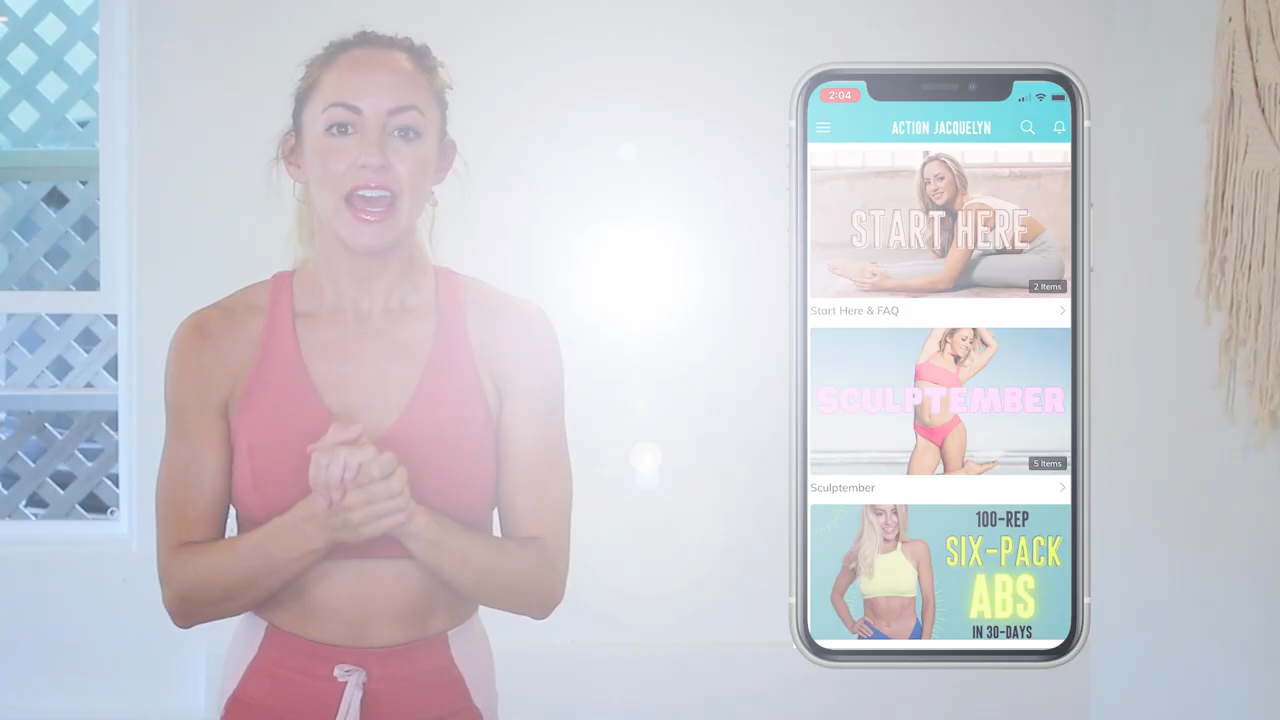 2:04
ACTION JACQUELYN
START HERE
2 Items
Start Here & FAQ
SCULPTEMBER
5 Items
Sculptember
100-REP
SIX-PACK
ABS
IN 30-DAYS